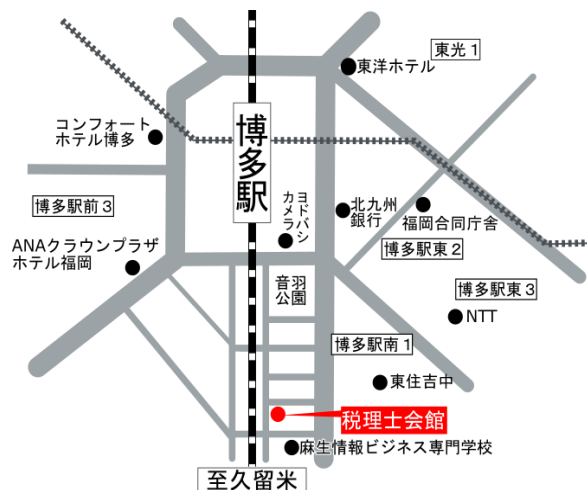 東光1
東洋ホテル
コンフォート
ホテル博多
博多駅
ヨドバシ
カメラ
北九州
銀行
福岡合同庁舎
博多駅前3
博多駅東2
ANAクラウンプラザ
ホテル福岡
音羽
公園
博多駅東3
NTT
博多駅南1
東住吉中
税理士会館
麻生情報ビジネス専門学校
至久留米